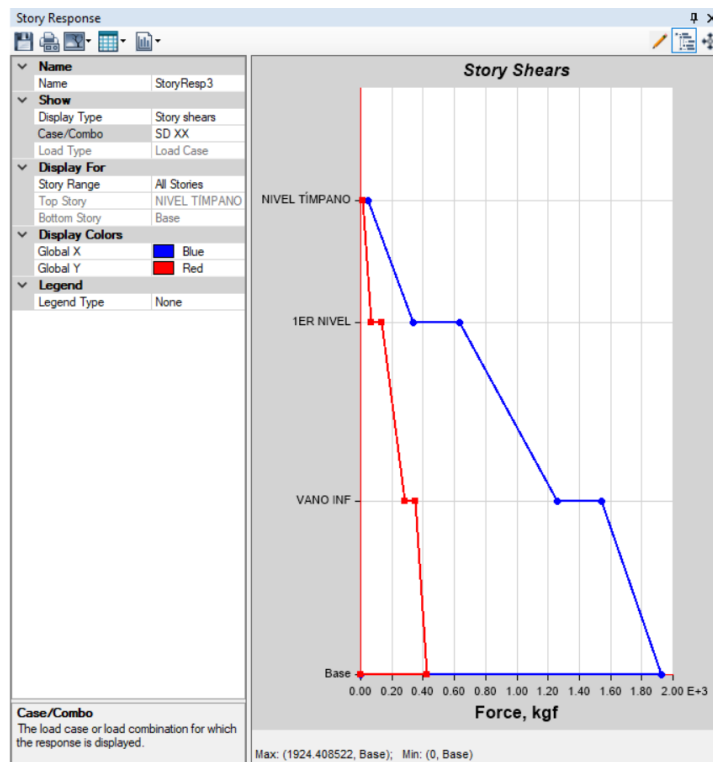 Story Response
Name
Name StoryResp3
Show
Display Type Story shears
Case/Combo SD XX
Load Type Load Case
Display For
Story Range All Stories
Top Story NIVEL TÍMPANO
Bottom Story Base
Display Colors
Global X Blue
Global Y Red
Legend
Legend Type None
Case/Combo
The load case or load combination for which
the response is displayed.
Story Shears
NIVEL TÍMPANO
1ER NIVEL
VANO INF
Base
0.00 0.20 0.40 0.60 0.80 1.00 1.20 1.40 1.60 1.80 2.00 E+3
Force, kgf
Max: (1924.408522, Base); Min: (0, Base)